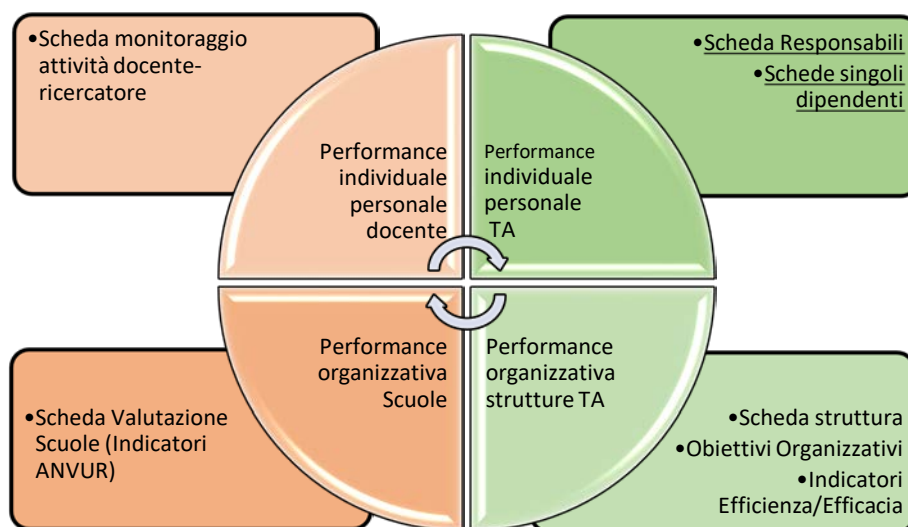 •Scheda monitoraggio
attività docente-
ricercatore
•Scheda Responsabili
•Schede singoli
dipendenti
Performance
individuale
personale
docente
Performance
individuale
personale
TA
Performance
organizzativa
Scuole
Performance
organizzativa
strutture TA
•Scheda Valutazione
Scuole (Indicatori
ANVUR)
•Scheda struttura
•Obiettivi Organizzativi
•Indicatori
Efficienza/Efficacia